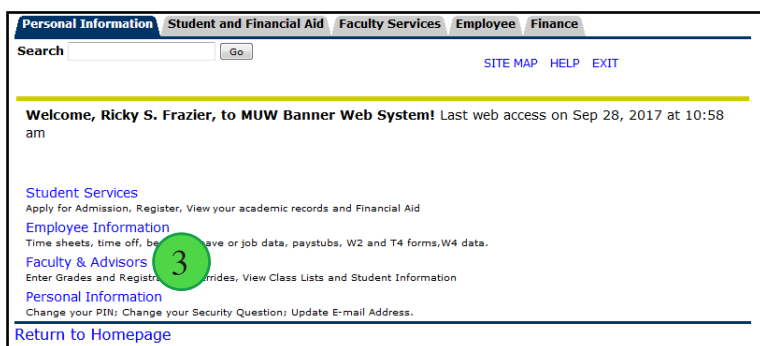 Personal Information Student and Financial Aid Faculty Services Employee Finance
Search Go
SITE MAP HELP EXIT
Welcome, Ricky S. Frazier, to MUW Banner Web System! Last web access on Sep 28, 2017 at 10:58
am
Student Services
Apply for Admission, Register, View your academic records and Financial Aid
Employee Information
Time sheets, time off, or job data, paystubs, W2 and T4 forms,W4 data.
Faculty & Advisors 3
Enter Grades and View Class Lists and Student Information
Personal Information
Change your PIN; Change your Security Question; Update E-mail Address.
Return to Homepage